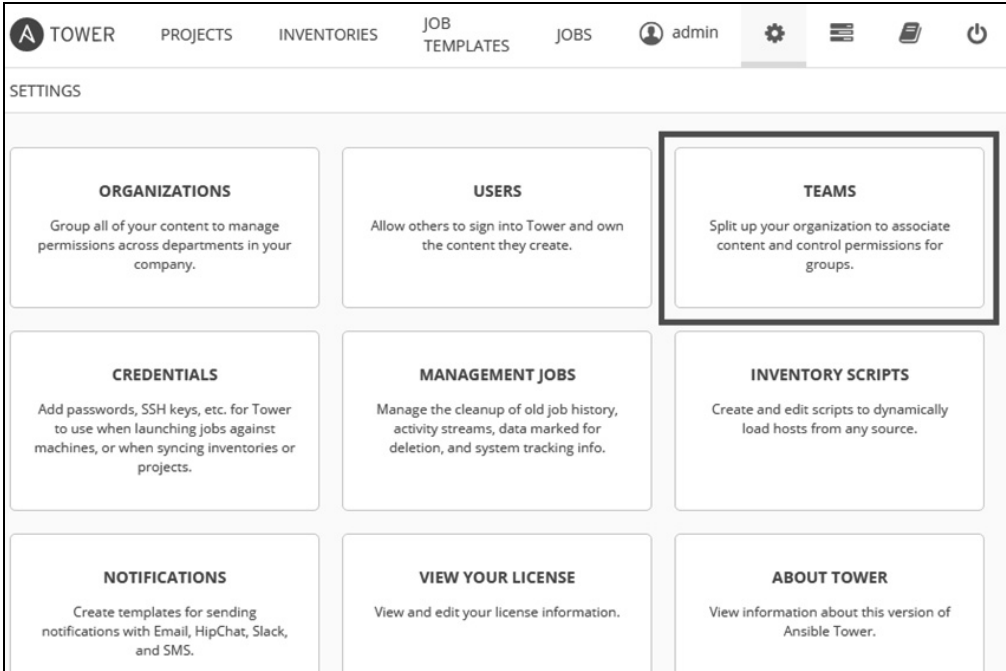 A TOWER PROJECTS INVENTORIES JOB TEMPLATES JOBS admin
SETTINGS
ORGANIZATIONS
Group all of your content to manage
permissions across departments in your
company.
USERS
Allow others to sign into Tower and own
the content they create.
TEAMS
Split up your organization to associate
content and control permissions for
groups.
CREDENTIALS
Add passwords, SSH keys, etc. for Tower
to use when launching jobs against
machines, or when syncing inventories or
projects.
MANAGEMENT JOBS
Manage the cleanup of old job history,
activity streams, data marked for
deletion, and system tracking info.
INVENTORY SCRIPTS
Create and edit scripts to dynamically
load hosts from any source.
NOTIFICATIONS
Create templates for sending
notifications with Email, HipChat, Slack,
and SMS.
VIEW YOUR LICENSE
View and edit your license information.
ABOUT TOWER
View information about this version of
Ansible Tower.